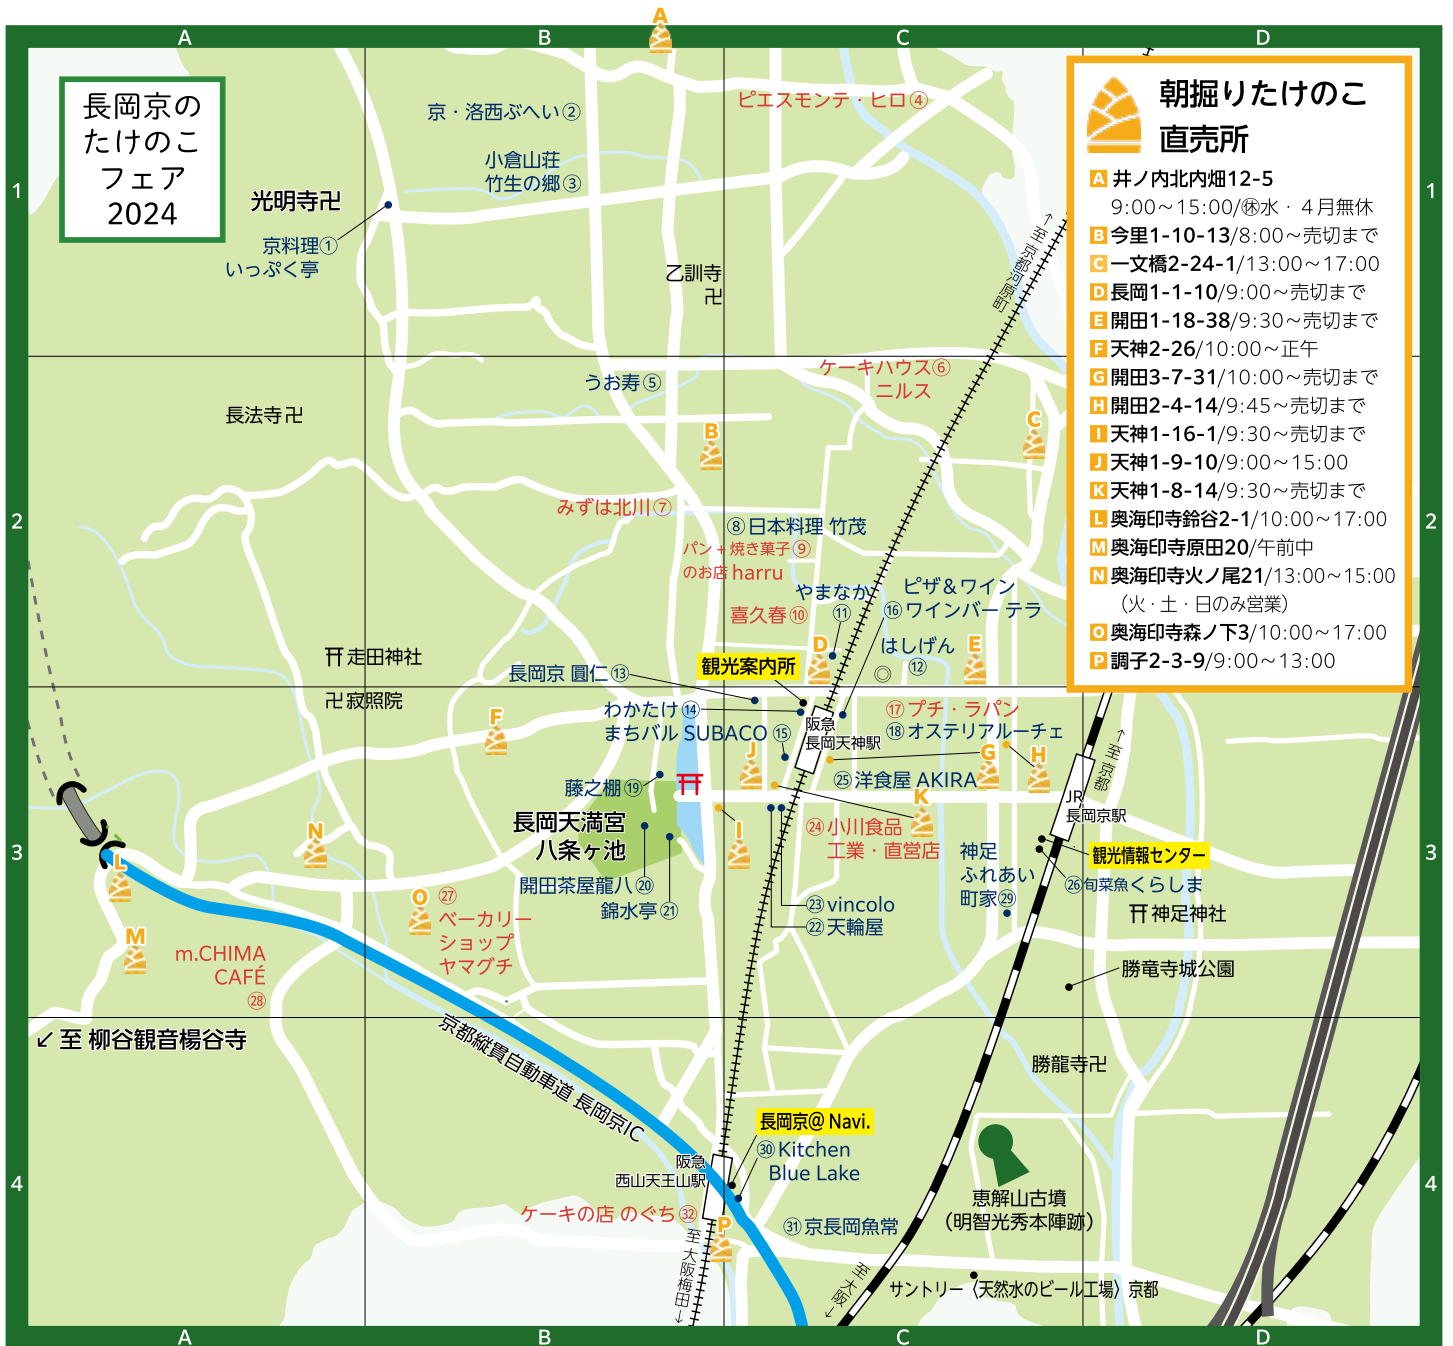 A
A B C D
長岡京の
たけのこ
フェア
2024
朝掘りたけのこ
直売所
A 井ノ内北内畑12-5
9:00～15:00/㊡水・４月無休
B 今里1-10-13/8:00～売切まで
C 一文橋2-24-1/13:00～17:00
D 長岡1-1-10/9:00～売切まで
E 開田1-18-38/9:30～売切まで
F 天神2-26/10:00～正午
G 開田3-7-31/10:00～売切まで
H 開田2-4-14/9:45～売切まで
I 天神1-16-1/9:30～売切まで
J 天神1-9-10/9:00～15:00
K 天神1-8-14/9:30～売切まで
L 奥海印寺鈴谷2-1/10:00～17:00
M 奥海印寺原田20/午前中
N 奥海印寺火ノ尾21/13:00～15:00
（火・土・日のみ営業）
O 奥海印寺森ノ下3/10:00～17:00
P 調子2-3-9/9:00～13:00
1
1
京・洛西ぶへい②
ピエスモンテ・ヒロ④
小倉山荘
竹生の郷③
光明寺卍
京料理①
いっぷく亭
乙訓寺
卍
←至 京都河原町
2
2
うお寿⑤
ケーキハウス⑥
ニルス
長法寺卍
B
C
みずは北川⑦
⑧日本料理 竹茂
パン+焼き菓子⑨
のお店 harru
やまなか
⑪
ピザ＆ワイン
⑯ワインバー テラ
喜久春⑩
D
はしげん
⑫
E
◎
走田神社
卍寂照院
長岡京 圓仁⑬
観光案内所
わかたけ⑭
まちバル SUBACO⑮
阪急
長岡天神駅
⑰プチ・ラパン
⑱オステリアルーチェ
F
J
G
H
←至 京都
藤之棚⑲
㉕洋食屋 AKIRA
JR
長岡京駅
3
3
長岡天満宮
八条ヶ池
I
K
㉔小川食品
工業・直営店
観光情報センター
N
L
開田茶屋龍八⑳
錦水亭㉑
神足
ふれあい
町家㉙
㉖旬菜魚くらしま
神足神社
O
㉗
ベーカリー
ショップ
ヤマグチ
㉓vincolo
㉒天輪屋
M
m.CHIMA
CAFÉ
㉘
勝竜寺城公園
↙至 柳谷観音楊谷寺
京都縦貫自動車道 長岡京IC
勝龍寺卍
4
4
長岡京@ Navi.
㉚Kitchen
Blue Lake
阪急
西山天王山駅
ケーキの店 のぐち㉜
P
㉛京長岡魚常
恵解山古墳
（明智光秀本陣跡）
至 大阪梅田→
至 大阪→
サントリー〈天然水のビール工場〉京都
A B C D